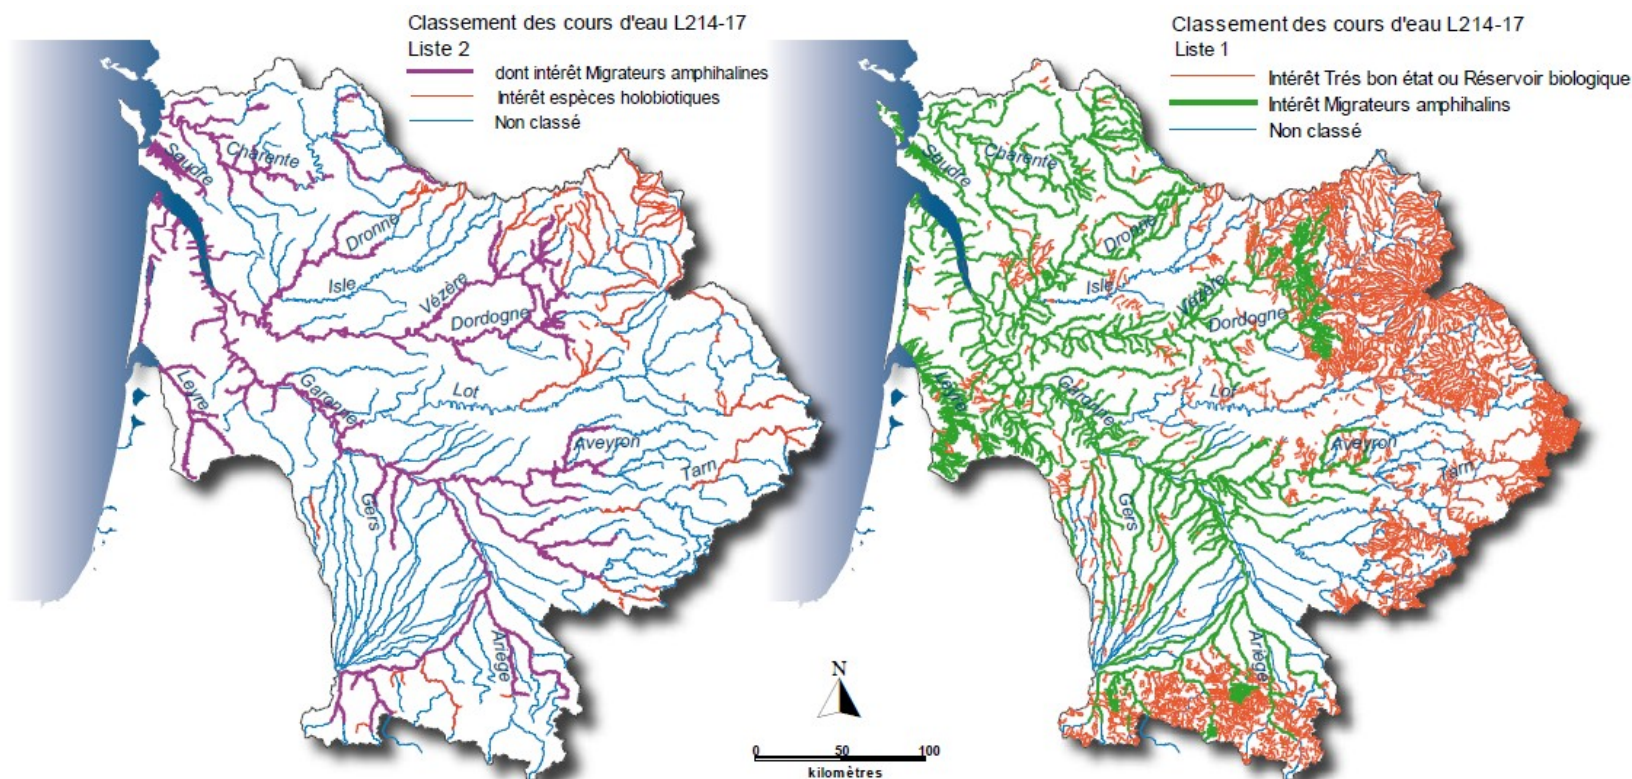 Classement des cours d'eau L214-17
Liste 2
dont intérêt Migrateurs amphihalines
Intérêt espèces holobiotiques
Non classé
Seudre
Charente
Dronne
Isle
Vézère
Dordogne
Leyre
Garonne
Lot
Aveyron
Tarn
Gers
Ariège
Classement des cours d'eau L214-17
Liste 1
Intérêt Trés bon état ou Réservoir biologique
Intérêt Migrateurs amphihalins
Non classé
Seudre
Charente
Dronne
Isle
Vézère
Dordogne
Leyre
Garonne
Lot
Aveyron
Tarn
Gers
Ariège
N
0 50 100
kilomètres